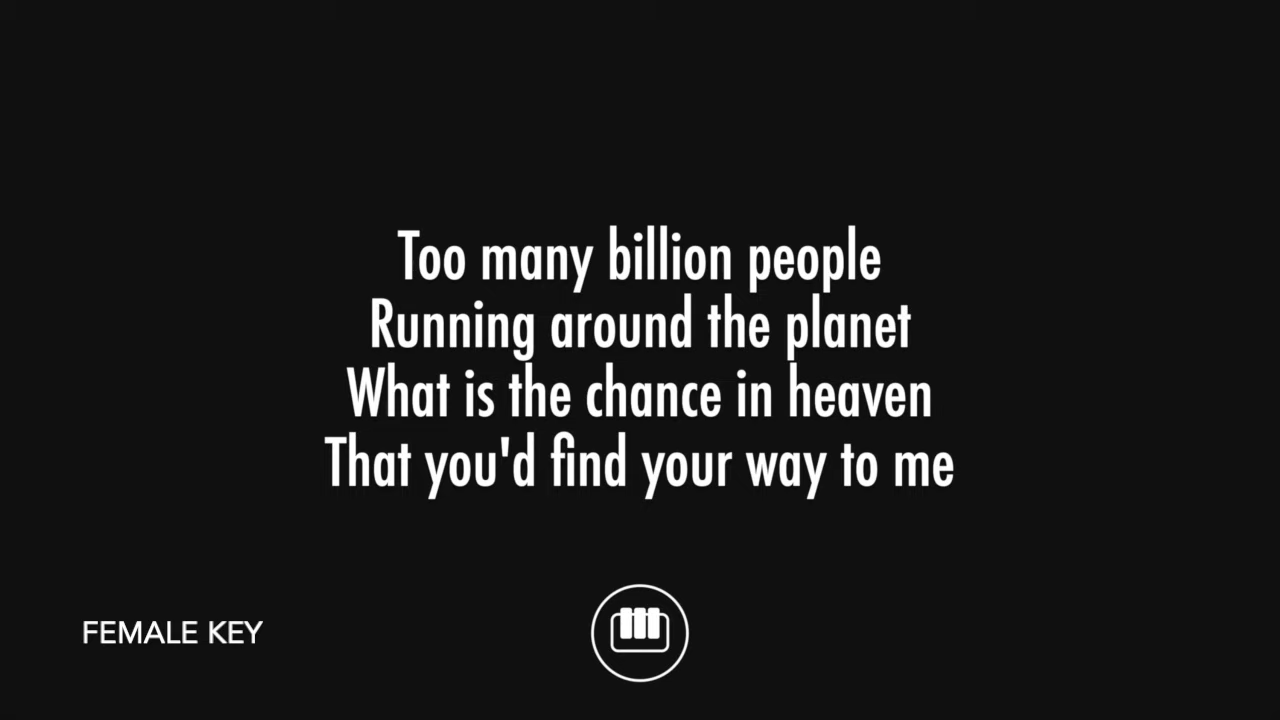 Too many billion people
Running around the planet
What is the chance in heaven
That you'd find your way to me
FEMALE KEY